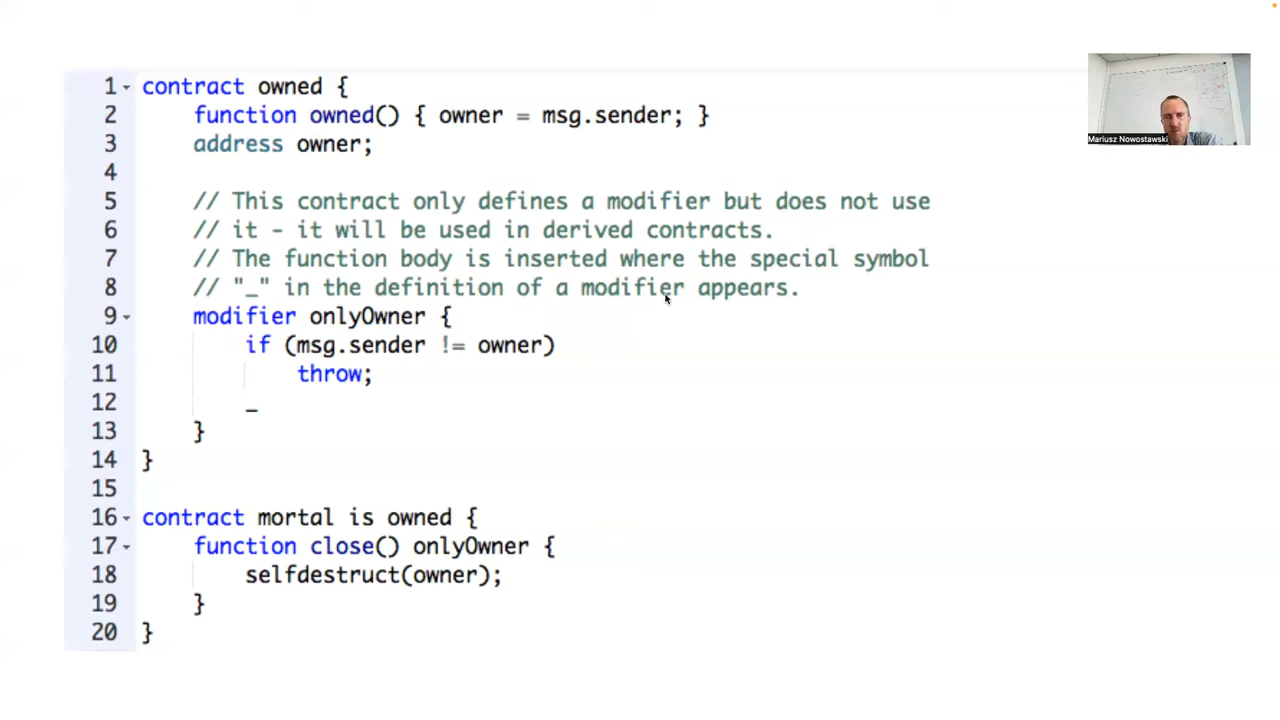 1 contract owned {
2 function owned() { owner = msg.sender; }
3 address owner;
4
5 // This contract only defines a modifier but does not use
6 // it - it will be used in derived contracts.
7 // The function body is inserted where the special symbol
8 // "_" in the definition of a modifier appears.
9 modifier onlyOwner {
10 if (msg.sender != owner)
11 throw;
12 _
13 }
14 }
15
16 contract mortal is owned {
17 function close() onlyOwner {
18 selfdestruct(owner);
19 }
20 }
Mariusz Nowostawski